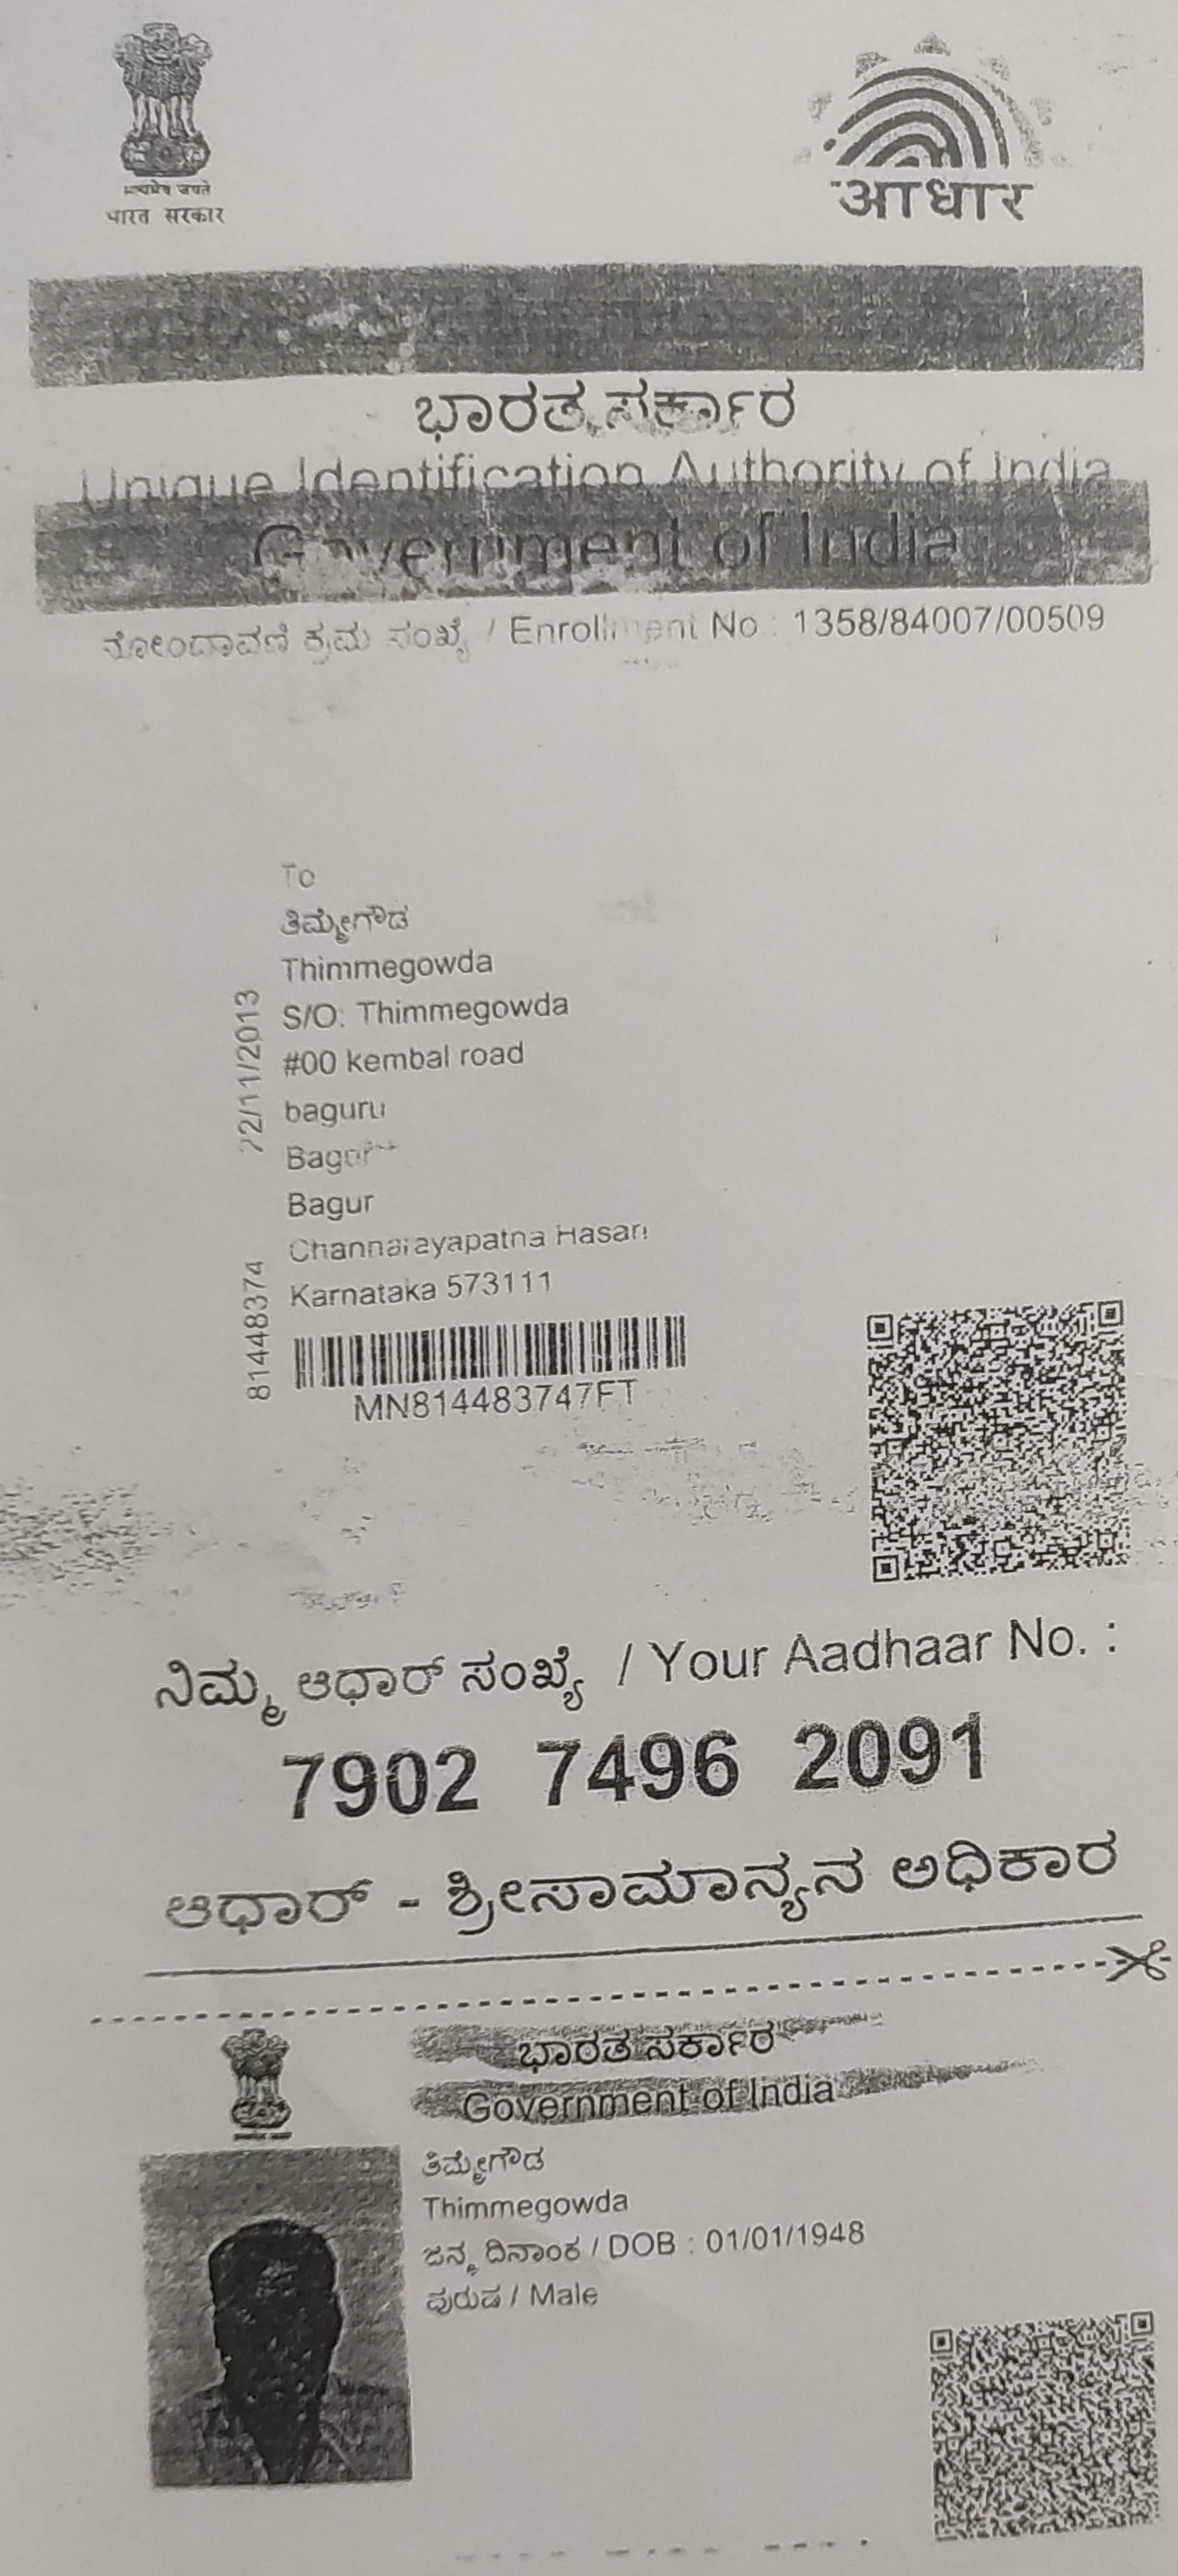 सत्यमेव जयते
भारत सरकार
आधार
ಭಾರತ ಸರ್ಕಾರ
Unique Identification Authority of India
Government of India
ನೋಂದಾವಣೆ ಕ್ರಮ ಸಂಖ್ಯೆ / Enrollment No : 1358/84007/00509
To
ತಿಮ್ಮೇಗೌಡ
Thimmegowda
S/O: Thimmegowda
#00 kembal road
baguru
Bagur
Channarayapatna Hasan
Karnataka 573111
22/11/2013
81448374
MN814483747FT
ನಿಮ್ಮ ಆಧಾರ್ ಸಂಖ್ಯೆ / Your Aadhaar No. :
7902 7496 2091
ಆಧಾರ್ - ಶ್ರೀಸಾಮಾನ್ಯನ ಅಧಿಕಾರ
ಭಾರತ ಸರ್ಕಾರ
Government of India
ತಿಮ್ಮೇಗೌಡ
Thimmegowda
ಜನ್ಮ ದಿನಾಂಕ / DOB : 01/01/1948
ಪುರುಷ / Male